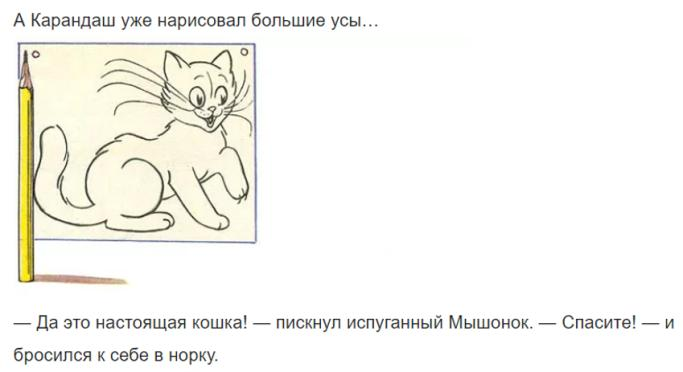 А Карандаш уже нарисовал большие усы…
— Да это настоящая кошка! — пискнул испуганный Мышонок. — Спасите! — и
бросился к себе в норку.